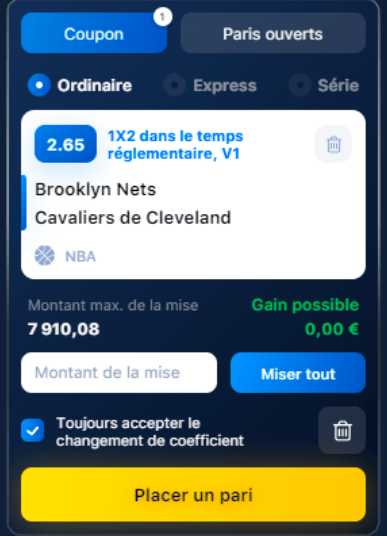 Coupon
1
Paris ouverts
Ordinaire
Express
Série
2.65
1X2 dans le temps
réglementaire, V1
Brooklyn Nets
Cavaliers de Cleveland
NBA
Montant max. de la mise
Gain possible
7 910,08
0,00 €
Montant de la mise
Miser tout
Toujours accepter le
changement de coefficient
Placer un pari